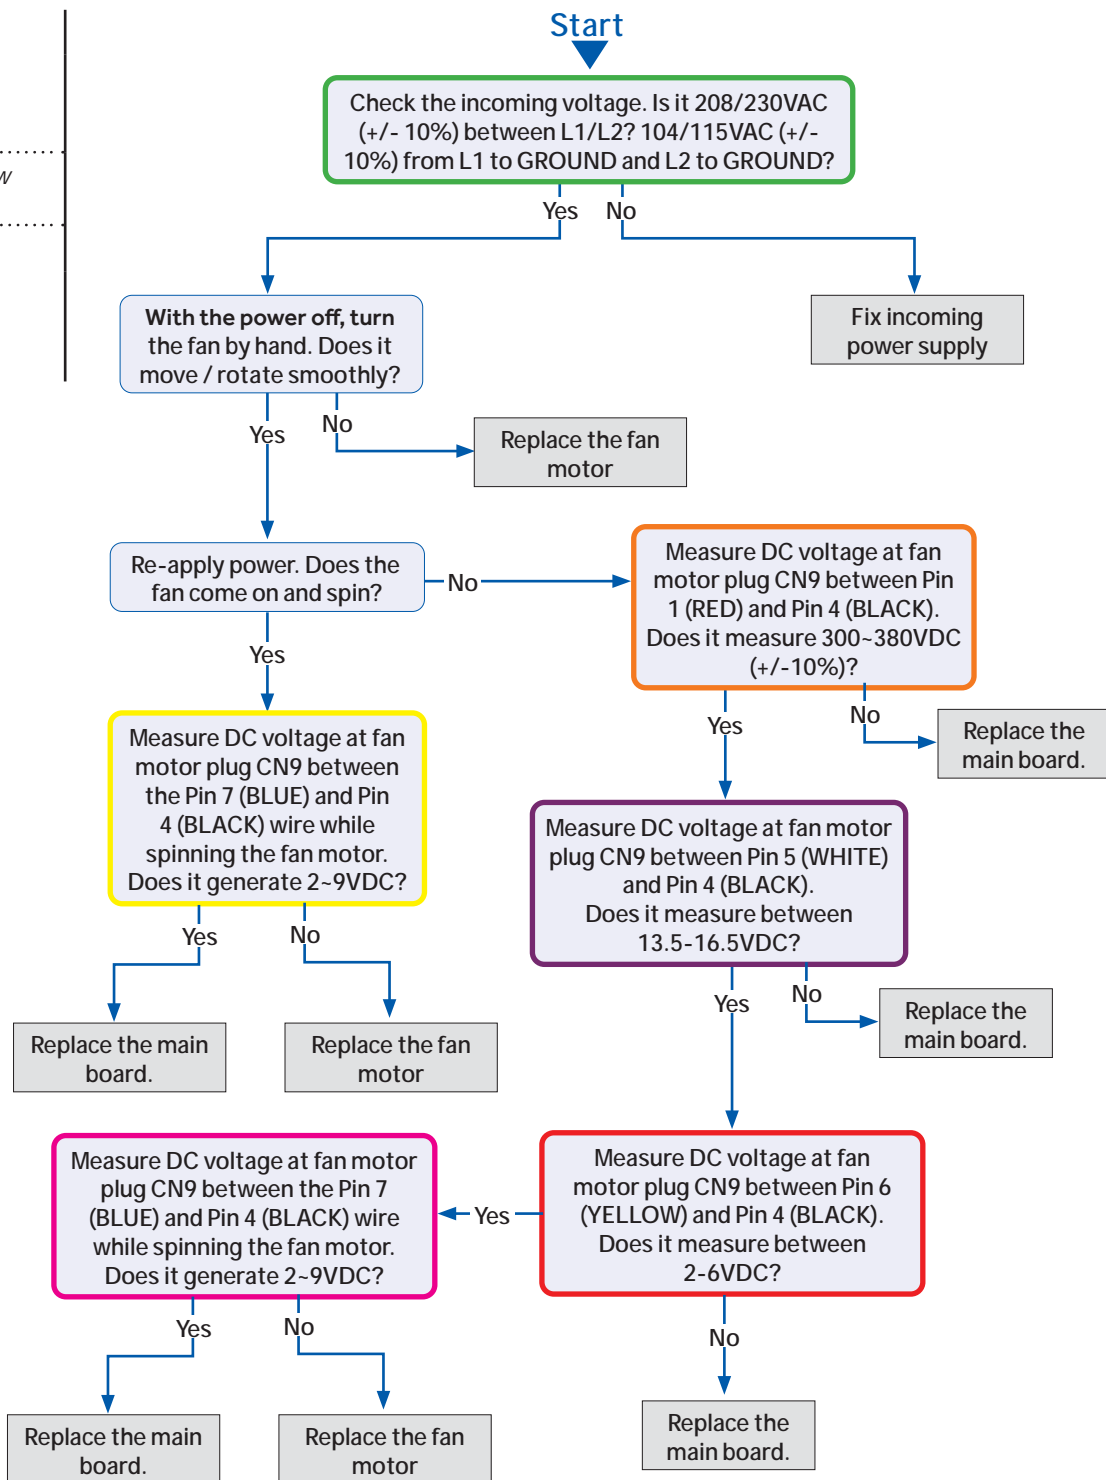 Start
Check the incoming voltage. Is it 208/230VAC
(+/- 10%) between L1/L2? 104/115VAC (+/-
10%) from L1 to GROUND and L2 to GROUND?
w
Yes
No
With the power off, turn
the fan by hand. Does it
move / rotate smoothly?
Fix incoming
power supply
Yes
No
Replace the fan
motor
Re-apply power. Does the
fan come on and spin?
No
Measure DC voltage at fan
motor plug CN9 between Pin
1 (RED) and Pin 4 (BLACK).
Does it measure 300~380VDC
(+/-10%)?
Yes
Yes
No
Replace the
main board.
Measure DC voltage at fan
motor plug CN9 between
the Pin 7 (BLUE) and Pin
4 (BLACK) wire while
spinning the fan motor.
Does it generate 2~9VDC?
Measure DC voltage at fan motor
plug CN9 between Pin 5 (WHITE)
and Pin 4 (BLACK).
Does it measure between
13.5-16.5VDC?
Yes
No
Yes
No
Replace the
main board.
Replace the main
board.
Replace the fan
motor
Measure DC voltage at fan motor
plug CN9 between the Pin 7
(BLUE) and Pin 4 (BLACK) wire
while spinning the fan motor.
Does it generate 2~9VDC?
Yes
Measure DC voltage at fan
motor plug CN9 between Pin 6
(YELLOW) and Pin 4 (BLACK).
Does it measure between
2-6VDC?
Yes
No
No
Replace the main
board.
Replace the fan
motor
Replace the
main board.